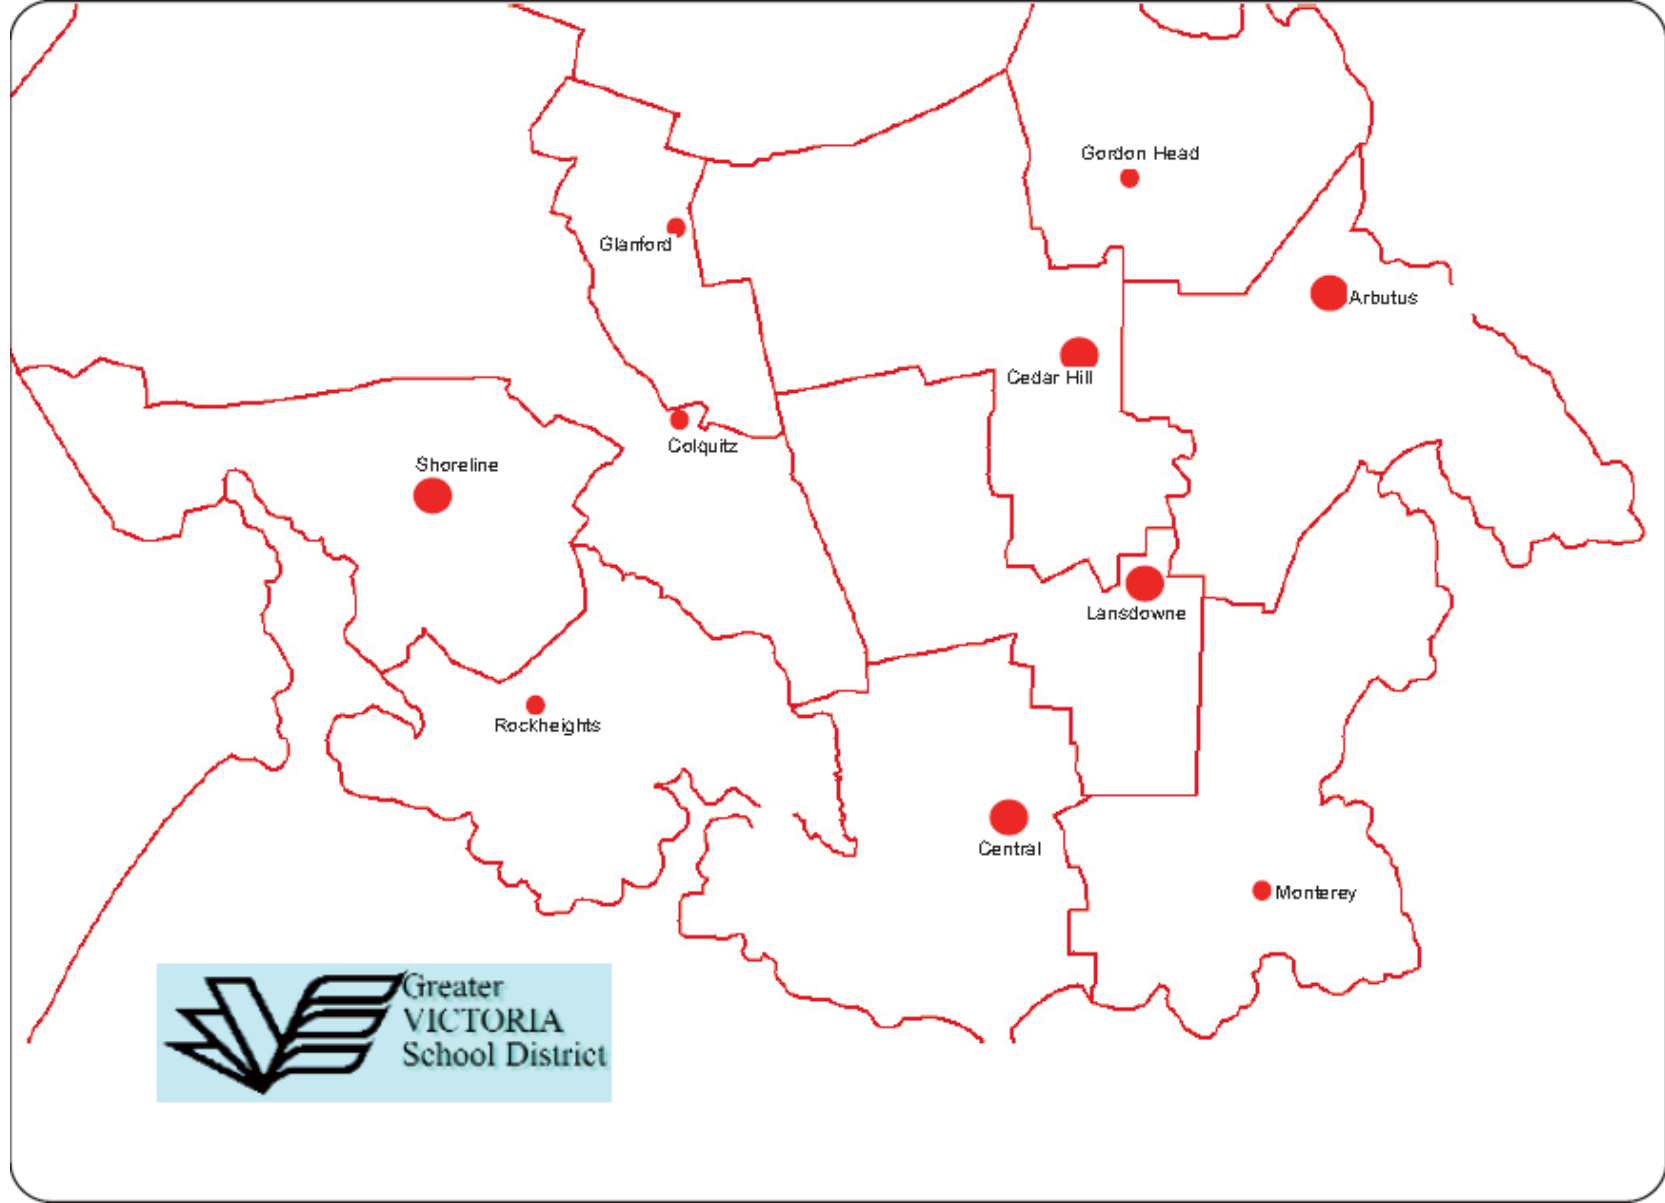 Gordon Head
Glanford
Arbutus
Cedar Hill
Colquitz
Shoreline
Lansdowne
Rockheights
Central
Monterey
Greater
VICTORIA
School District